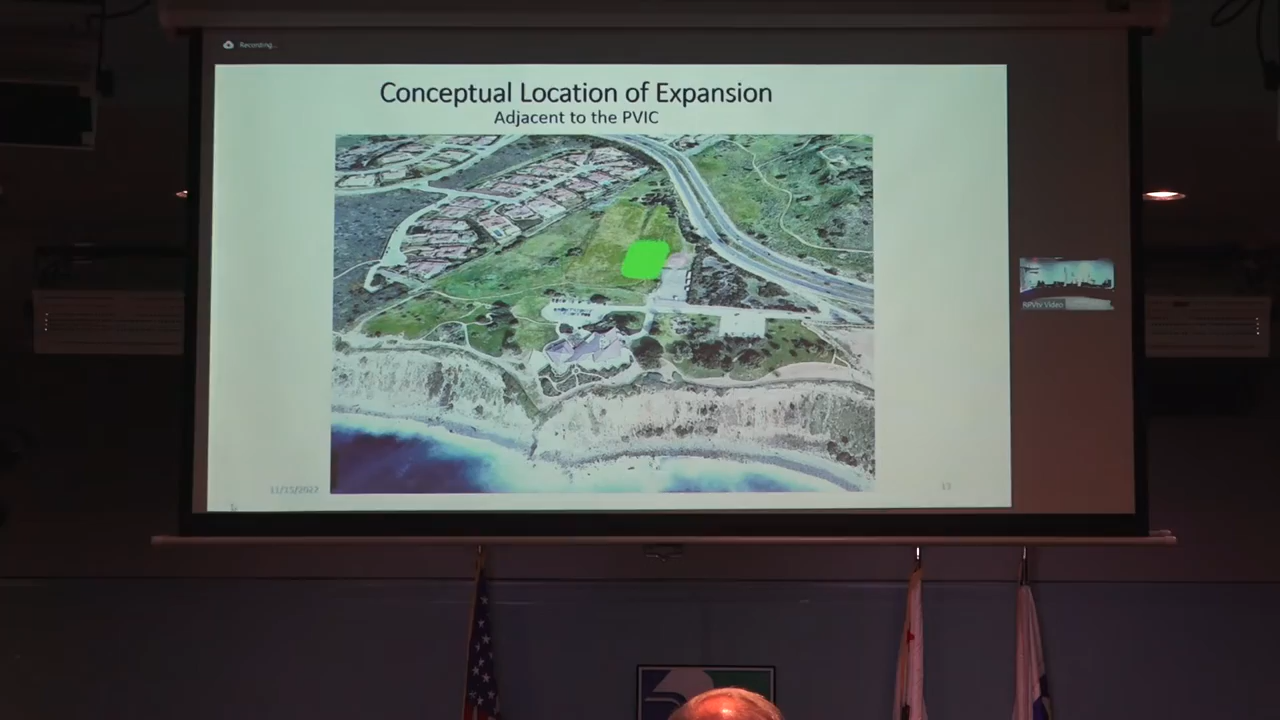 Recording...
Conceptual Location of Expansion
Adjacent to the PVIC
RPVtv Video
11/15/2022